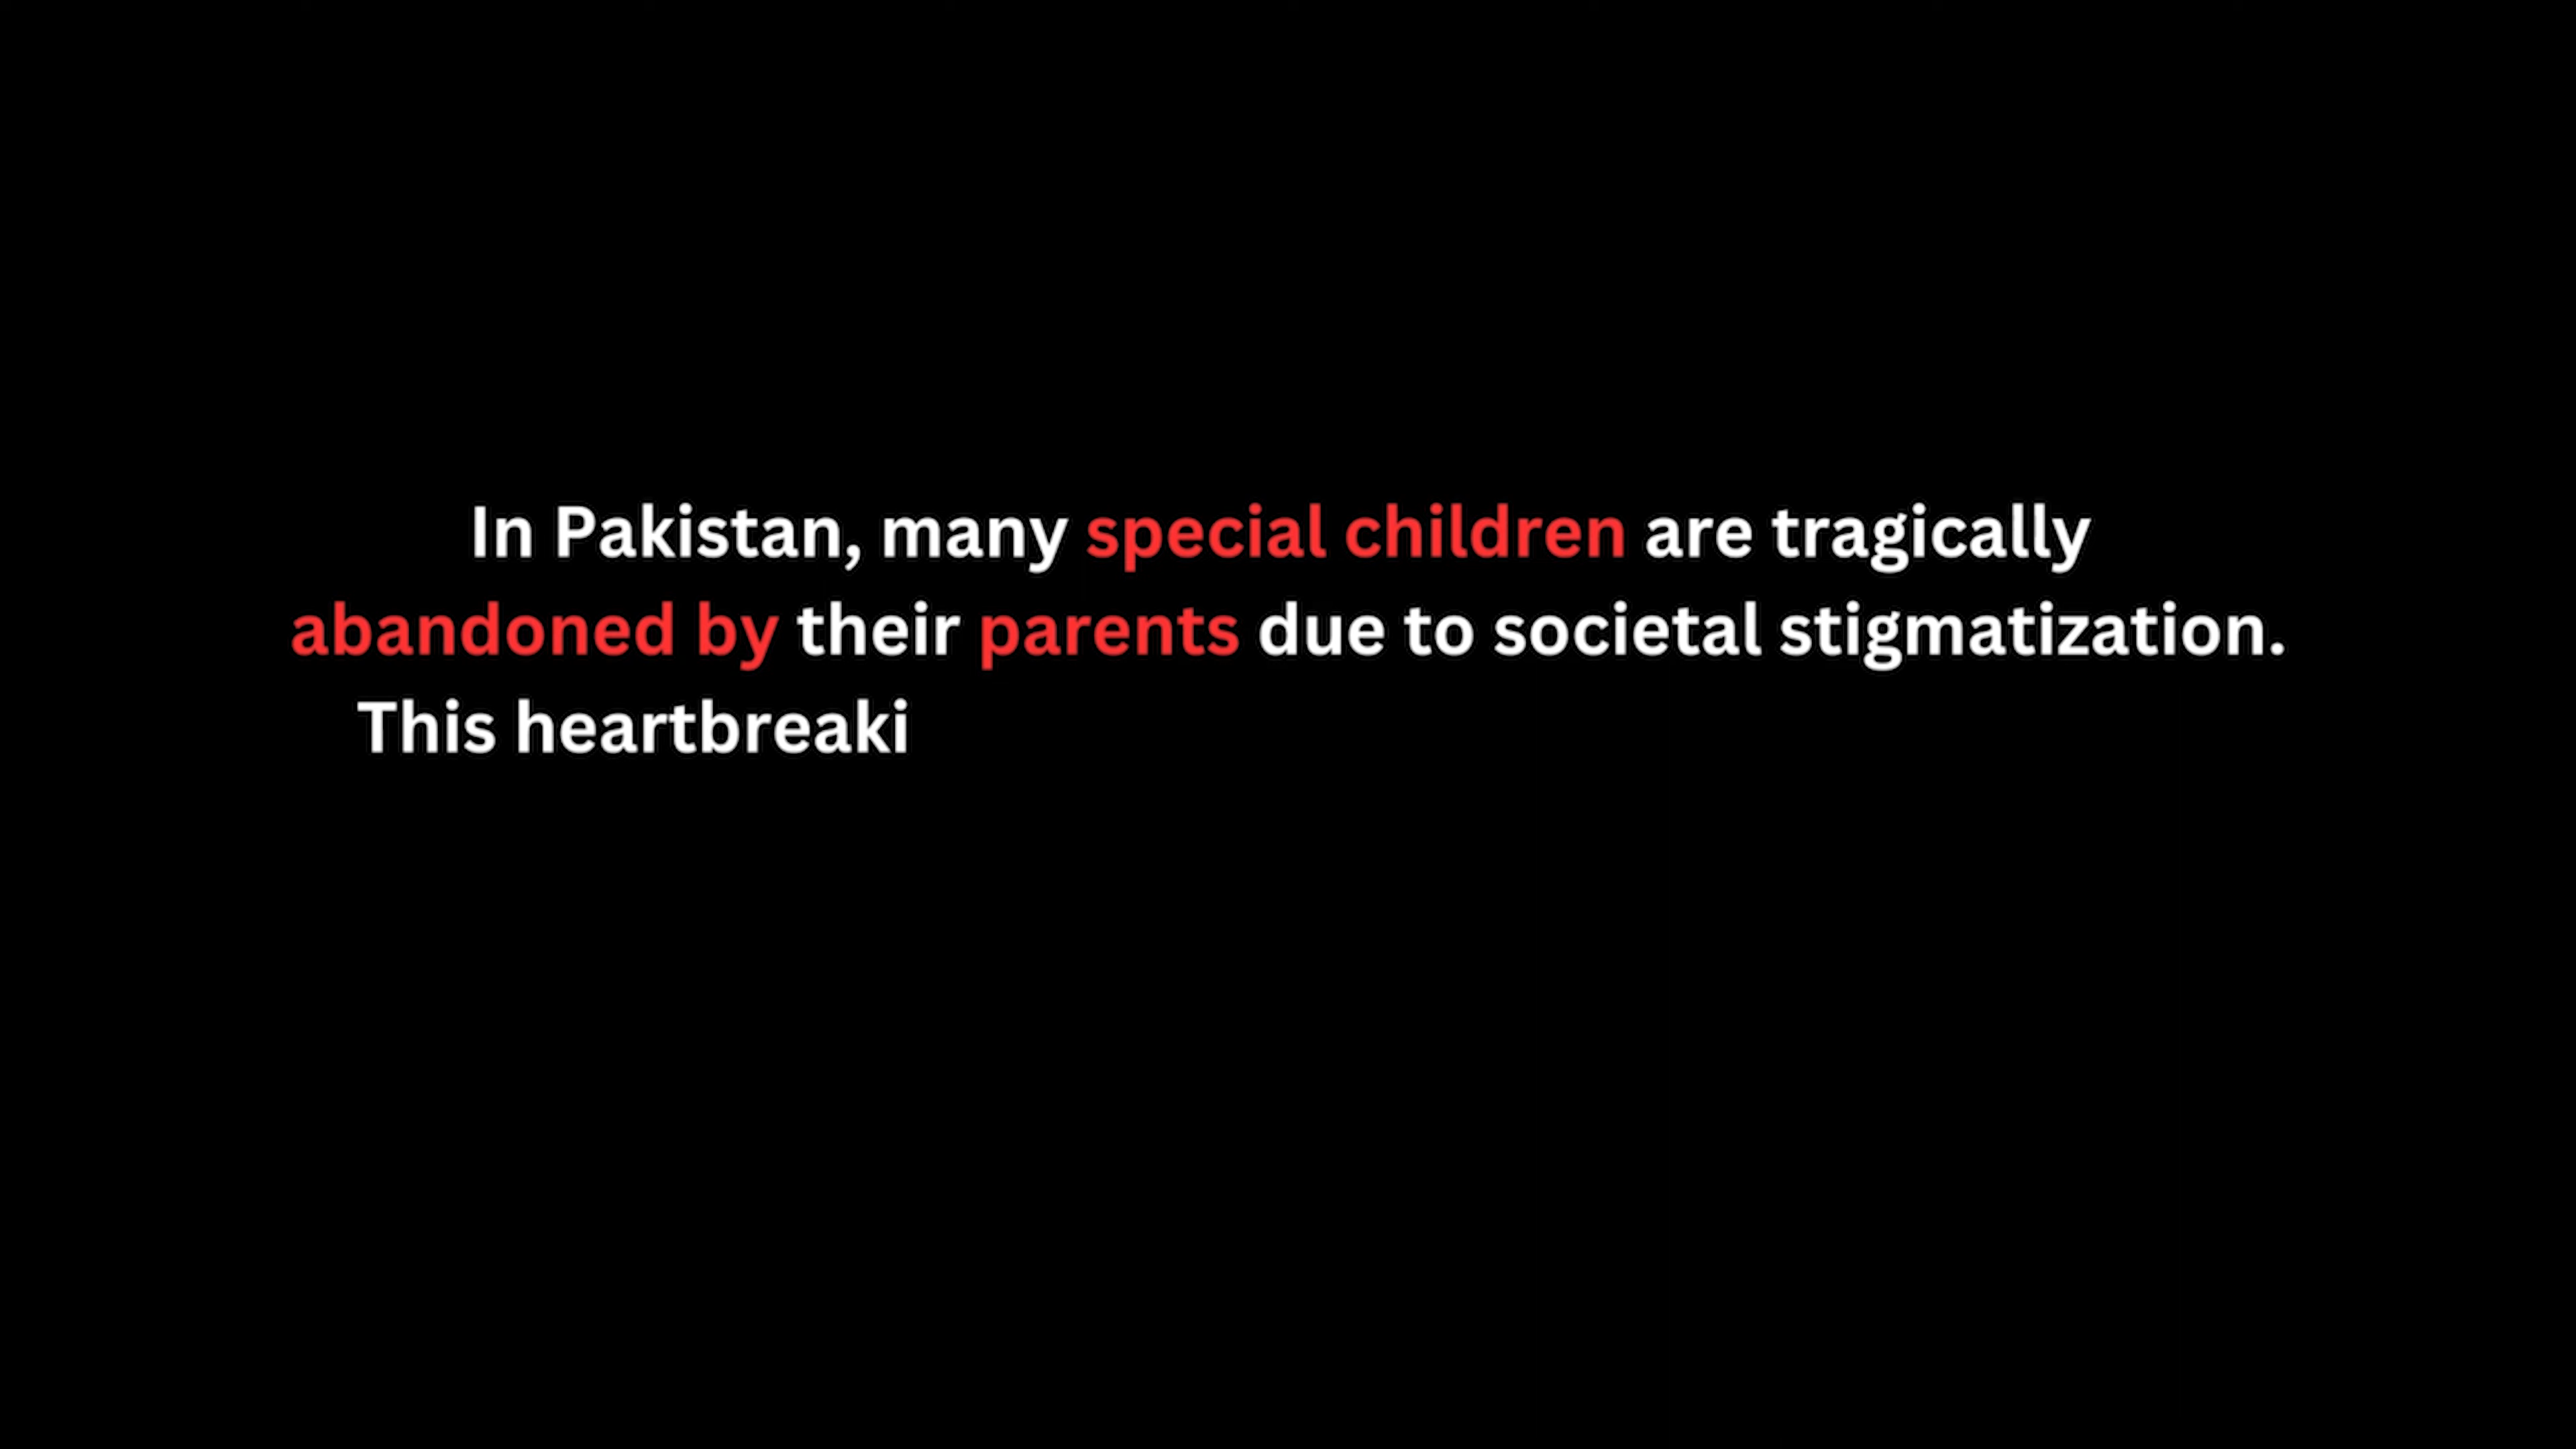 In Pakistan, many special children are tragically
abandoned by their parents due to societal stigmatization.
This heartbreaki